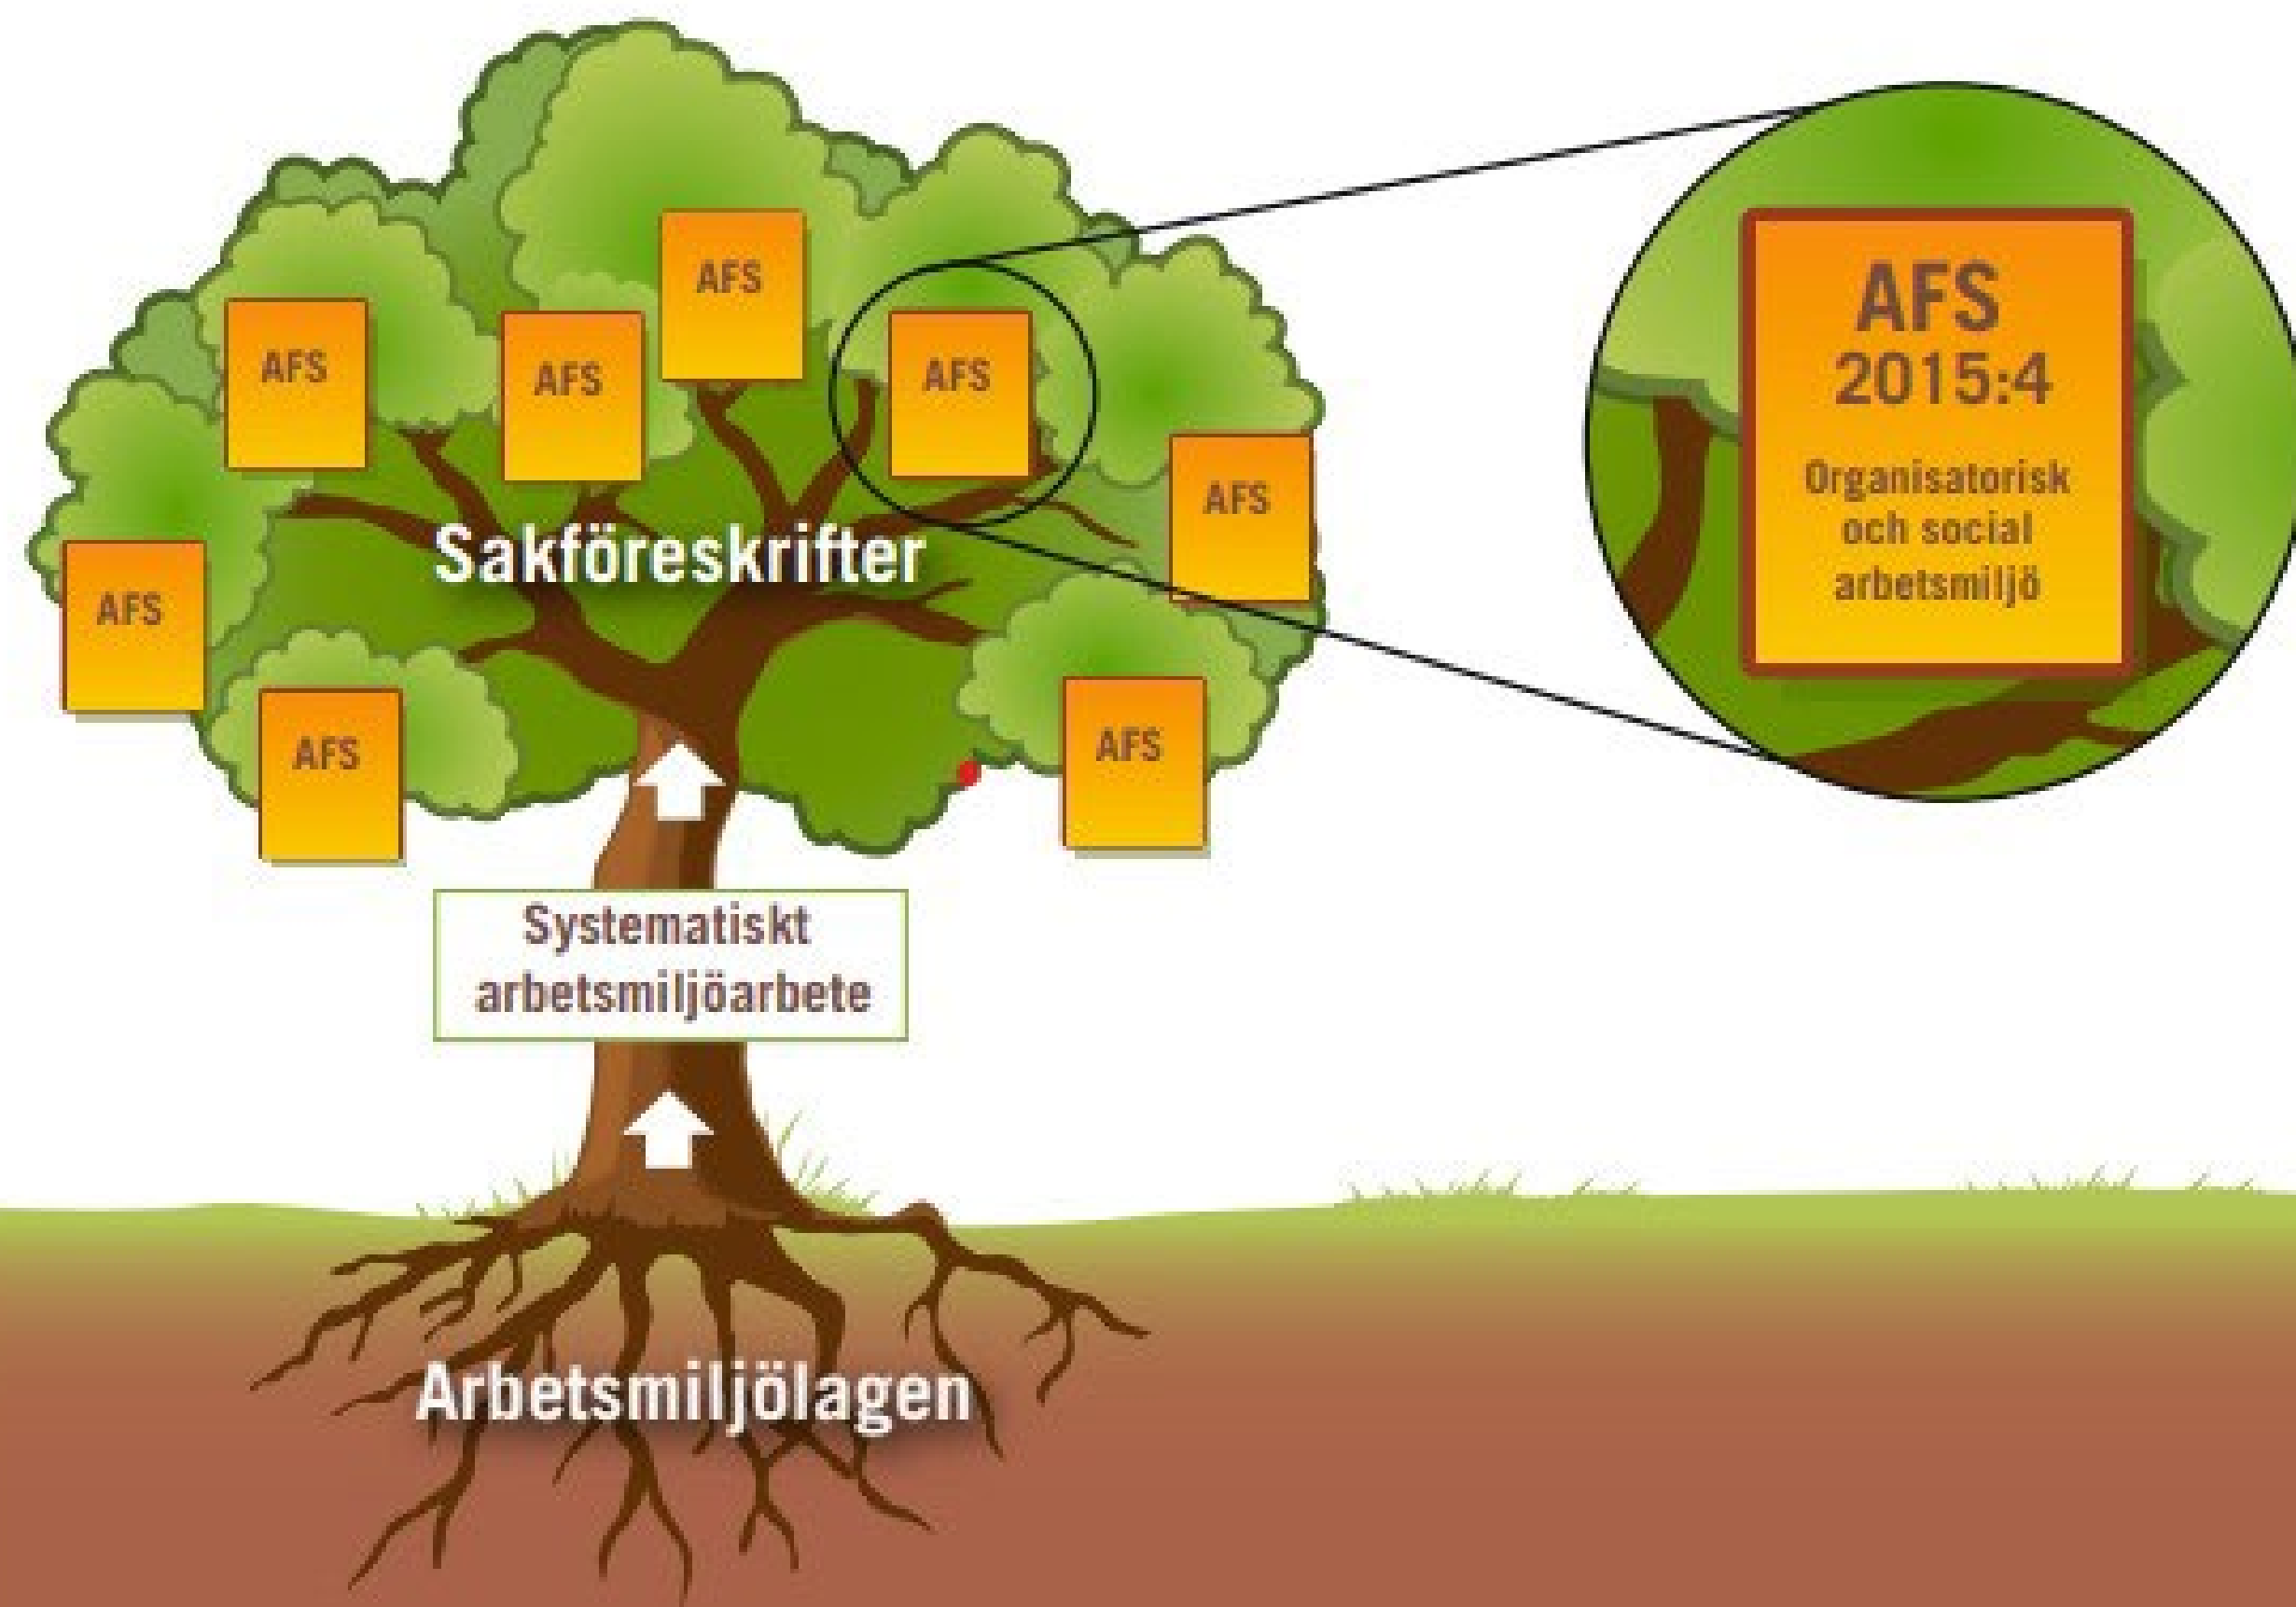 AFS
AFS
AFS
AFS
AFS
AFS
AFS
AFS
Sakföreskrifter
Systematiskt
arbetsmiljöarbete
Arbetsmiljölagen
AFS
2015:4
Organisatorisk
och social
arbetsmiljö